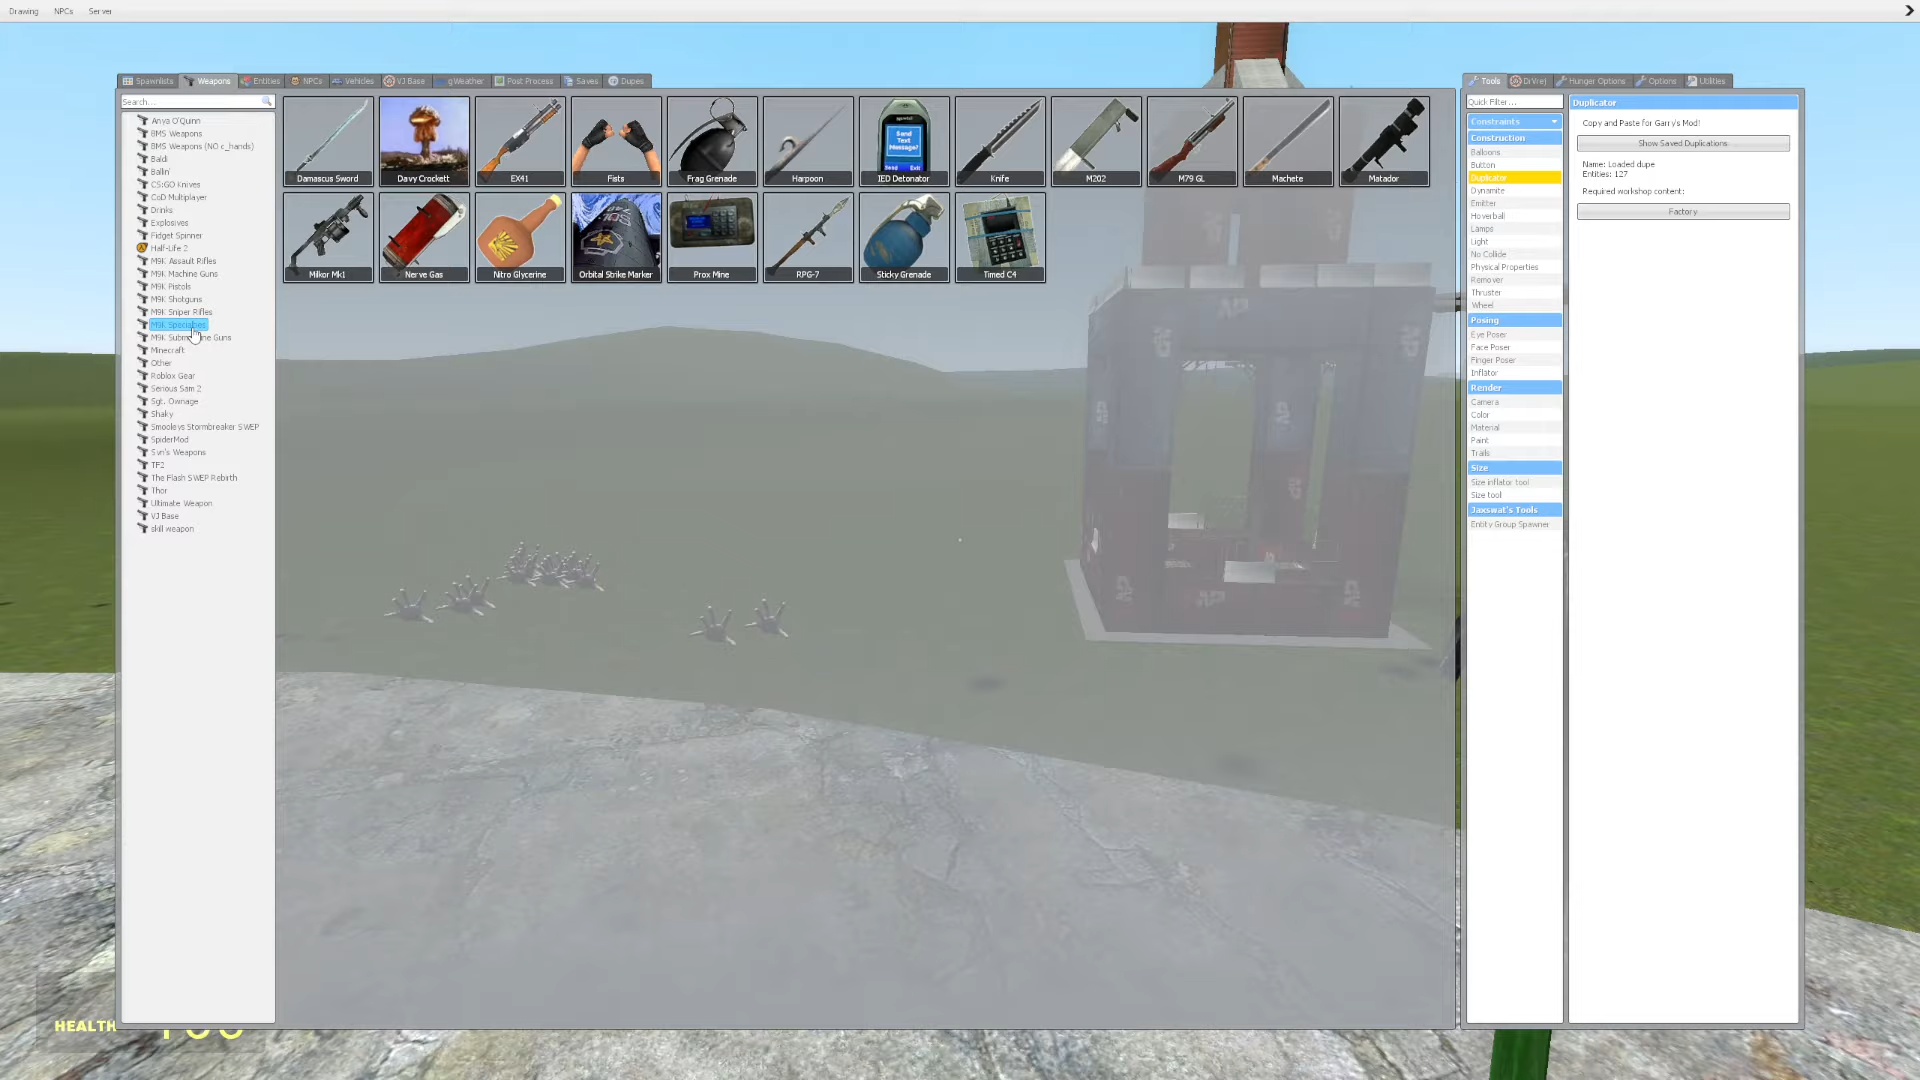 Drawing NPCs Server
Spawnlists Weapons Entities NPCs Vehicles VJ Base gWeather Post Process Saves Dupes
Search...
Anya O'Quinn
BMS Weapons
BMS Weapons (NO c_hands)
Baldi
Ballin'
CS:GO Knives
CoD Multiplayer
Drinks
Explosives
Fidget Spinner
Half-Life 2
M9K Assault Rifles
M9K Machine Guns
M9K Pistols
M9K Shotguns
M9K Sniper Rifles
M9K Specialties
Minecraft
Other
Roblox Gear
Serious Sam 2
Sgt. Ownage
Shaky
Smooleys Stormbreaker SWEP
SpiderMod
Svn's Weapons
TF2
The Flash SWEP Rebirth
Thor
Ultimate Weapon
VJ Base
skill weapon
Damascus Sword Davy Crockett EX41 Fists Frag Grenade Harpoon IED Detonator Knife M202 M79 GL Machete Matador
Send
Text
Message?
Milkor Mk1 Nerve Gas Nitro Glycerine Orbital Strike Marker Prox Mine RPG-7 Sticky Grenade Timed C4
Tools Hunger Options Options Utilities
Quick Filter...
Constraints
Construction
Balloons
Button
Duplicator
Dynamite
Emitter
Hoverball
Lamps
Light
No Collide
Physical Properties
Remover
Thruster
Wheel
Posing
Eye Poser
Face Poser
Finger Poser
Inflator
Render
Camera
Color
Material
Paint
Trails
Size
Size inflator tool
Size tool
Jaxswat's Tools
Entity Group Spawner
Duplicator
Copy and Paste for Garry's Mod!
Show Saved Duplications
Name: Loaded dupe
Entities: 127
Required workshop content:
Factory
HEALTH